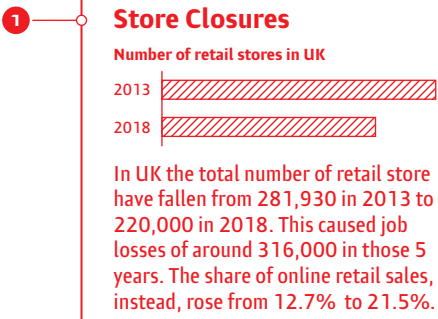 1
Store Closures
Number of retail stores in UK
2013
2018
In UK the total number of retail store
have fallen from 281,930 in 2013 to
220,000 in 2018. This caused job
losses of around 316,000 in those 5
years. The share of online retail sales,
instead, rose from 12.7% to 21.5%.